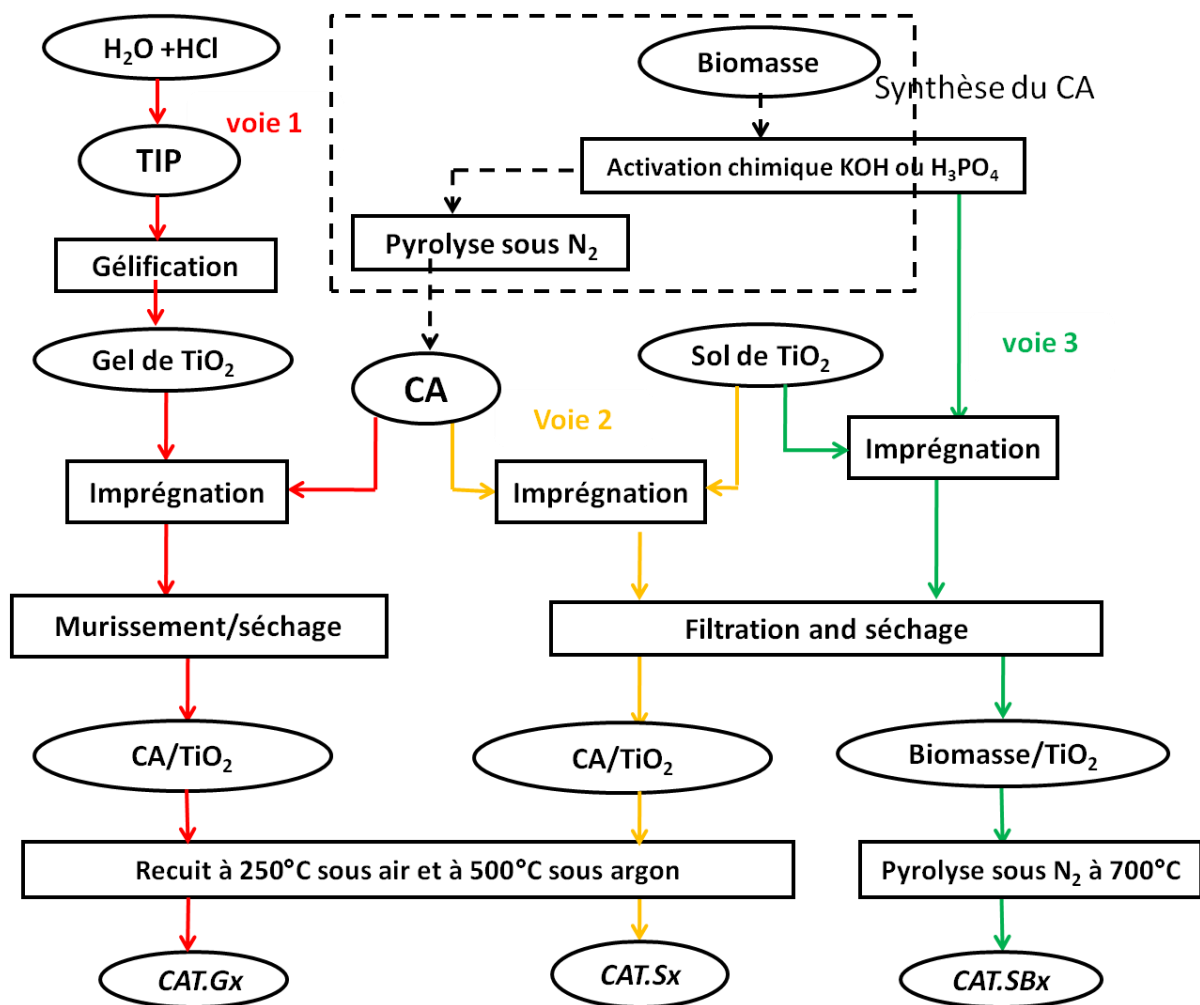 H₂O +HCl
Biomasse
Synthèse du CA
voie 1
TIP
Activation chimique KOH ou H₃PO₄
Pyrolyse sous N₂
Gélification
Gel de TiO₂
CA
Sol de TiO₂
voie 3
Voie 2
Imprégnation
Imprégnation
Imprégnation
Murissement/séchage
Filtration and séchage
CA/TiO₂
CA/TiO₂
Biomasse/TiO₂
Recuit à 250°C sous air et à 500°C sous argon
Pyrolyse sous N₂ à 700°C
CAT.Gx
CAT.Sx
CAT.SBx